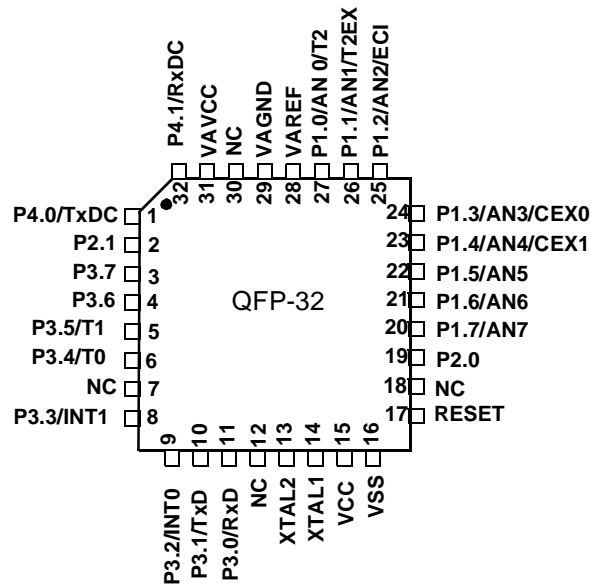 P4.1/RxDC
VAVCC
NC
VAGND
VAREF
P1.0/AN 0/T2
P1.1/AN1/T2EX
P1.2/AN2/ECI
32
31
30
29
28
27
26
25
P4.0/TxDC 1
P2.1 2
P3.7 3
P3.6 4
P3.5/T1 5
P3.4/T0 6
NC 7
P3.3/INT1 8
QFP-32
24 P1.3/AN3/CEX0
23 P1.4/AN4/CEX1
22 P1.5/AN5
21 P1.6/AN6
20 P1.7/AN7
19 P2.0
18 NC
17 RESET
9
10
11
12
13
14
15
16
P3.2/INT0
P3.1/TxD
P3.0/RxD
NC
XTAL2
XTAL1
VCC
VSS